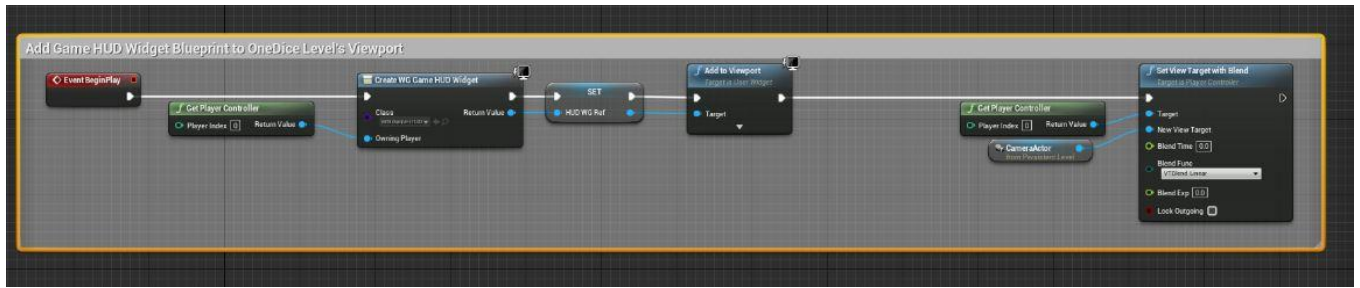 Add Game HUD Widget Blueprint to OneDice Level's Viewport
Event BeginPlay
Get Player Controller
Player Index 0 Return Value
Create WG Game HUD Widget
Class Return Value
Owning Player
SET
HUD WG Ref
Add to Viewport
Target is User Widget
Target
Get Player Controller
Player Index 0 Return Value
CameraActor
from Persistent Level
Set View Target with Blend
Target is Player Controller
Target
New View Target
Blend Time 0.0
Blend Func
VTBlend Linear
Blend Exp 0.0
Lock Outgoing